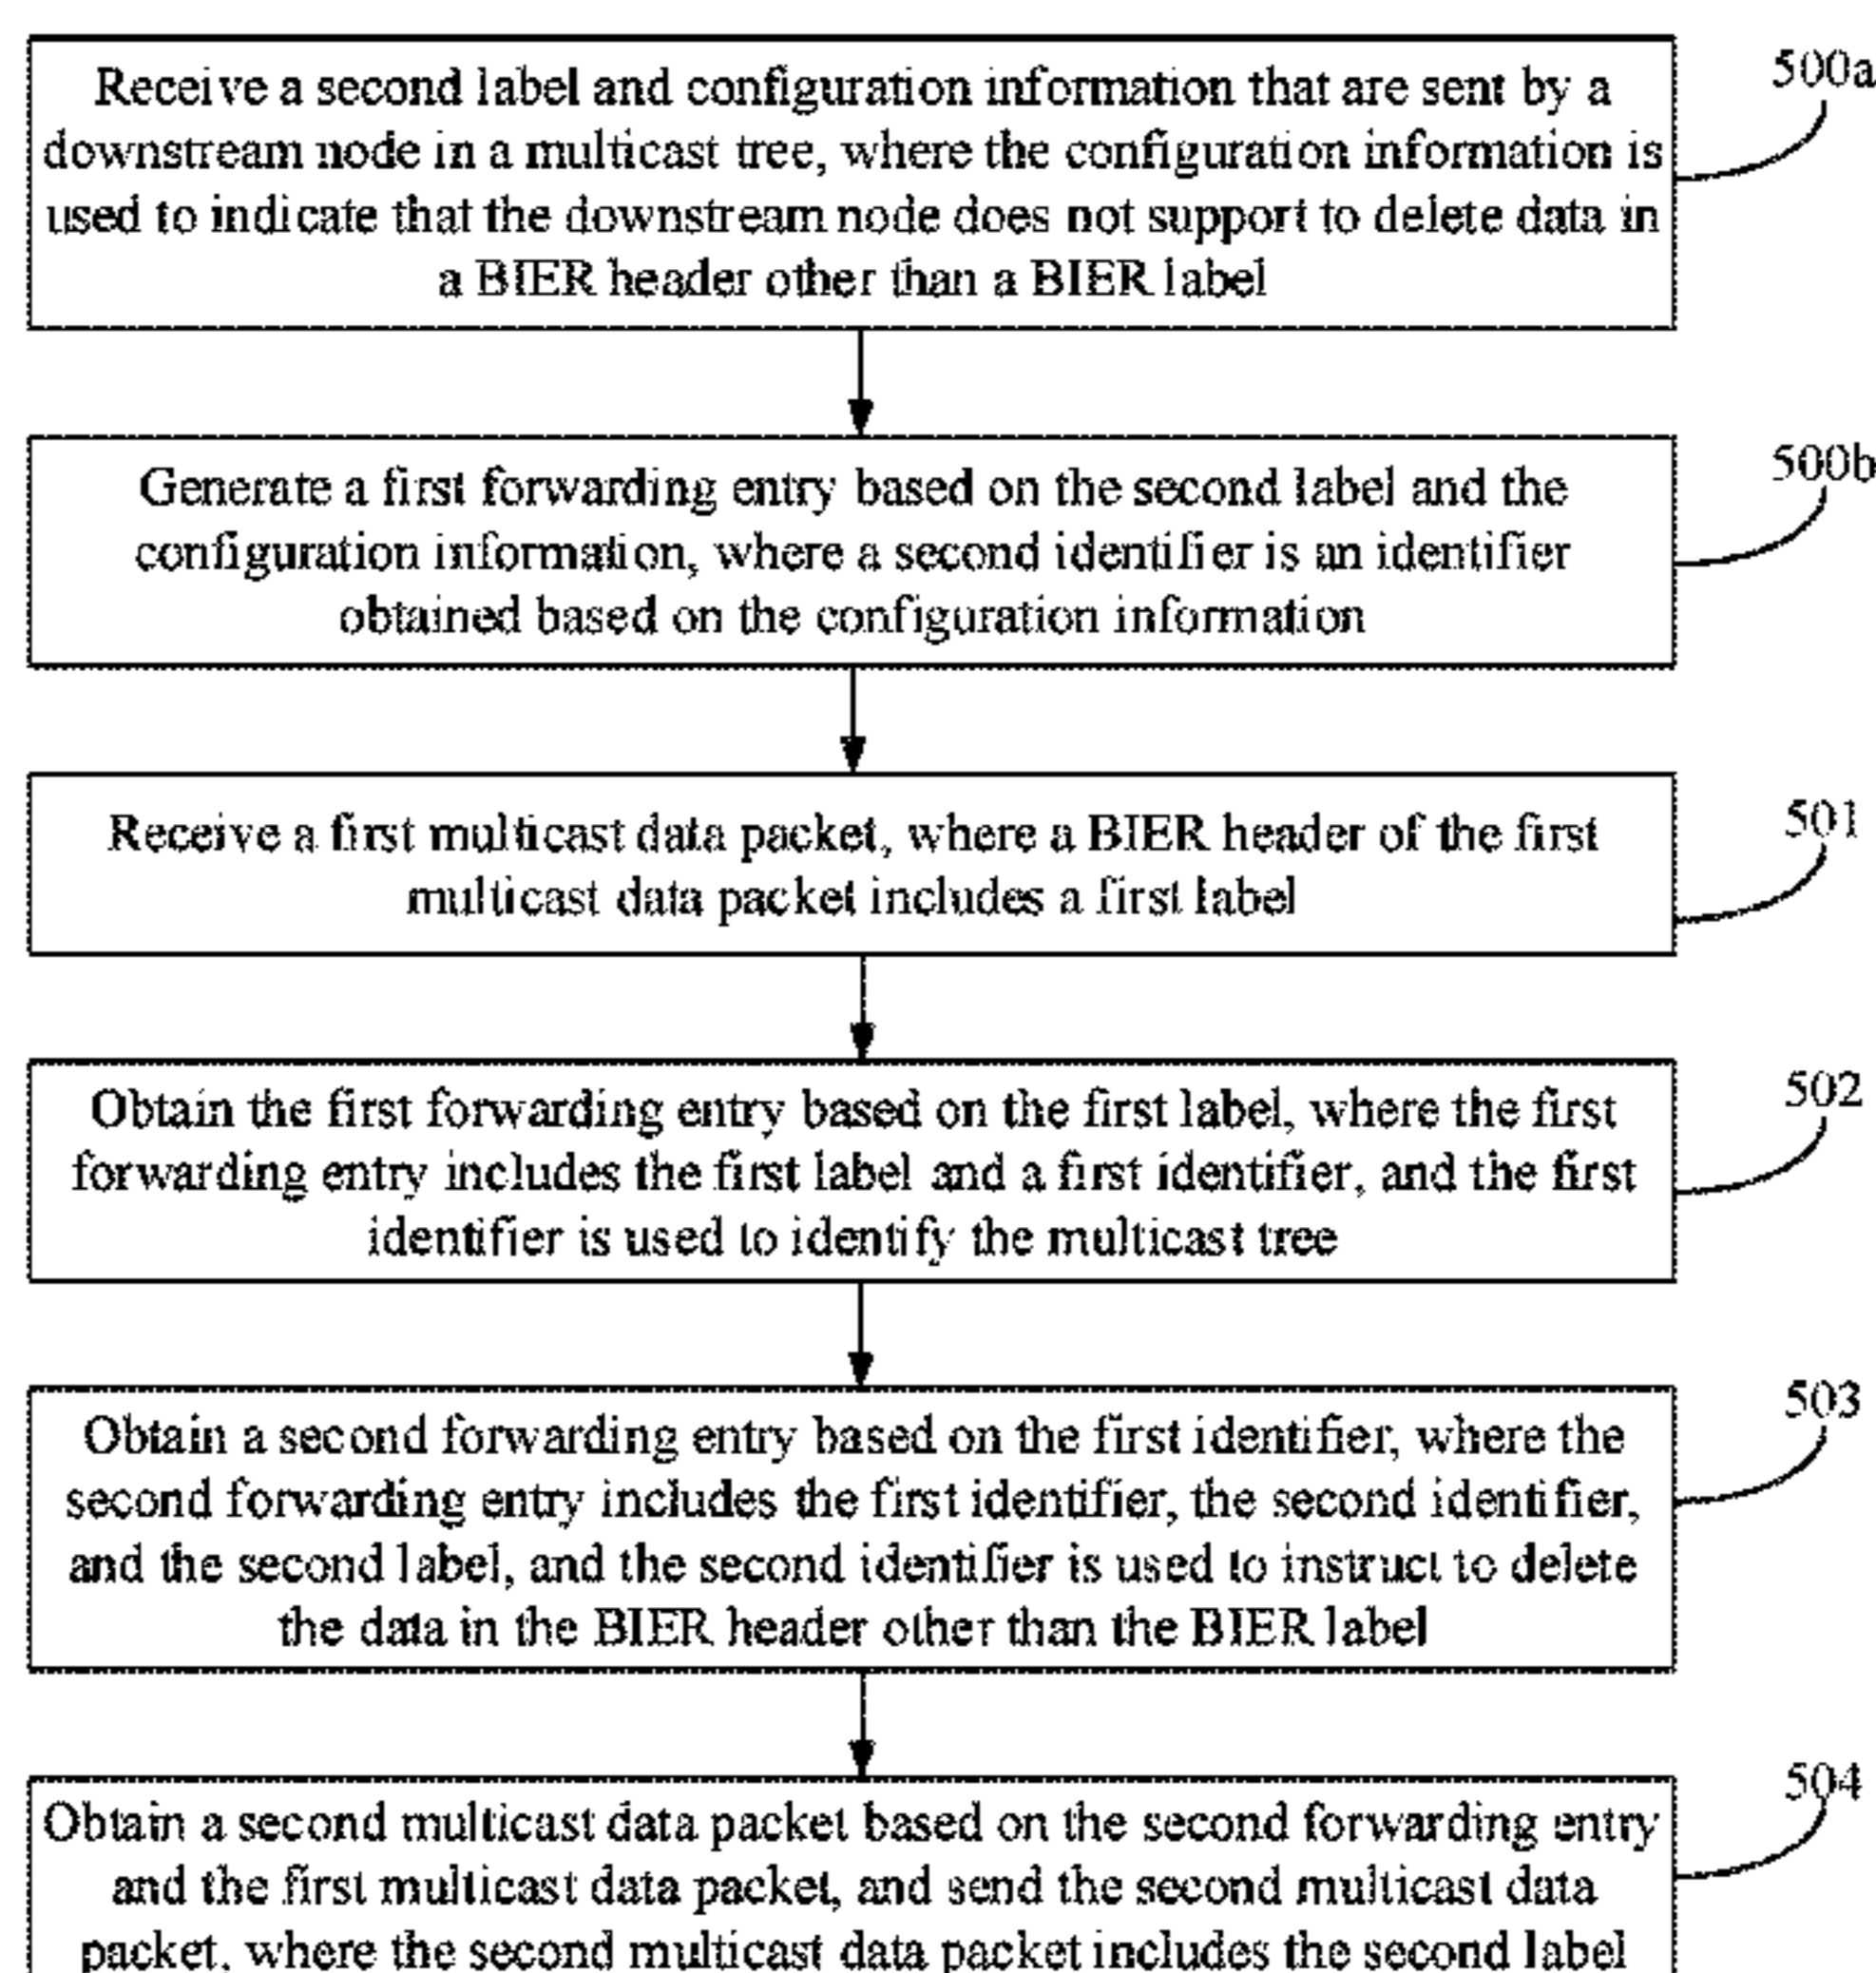 Receive a second label and configuration information that are sent by a
downstream node in a multicast tree, where the configuration information is
used to indicate that the downstream node does not support to delete data in
a BIER header other than a BIER label
500a
Generate a first forwarding entry based on the second label and the
configuration information, where a second identifier is an identifier
obtained based on the configuration information
500b
Receive a first multicast data packet, where a BIER header of the first
multicast data packet includes a first label
501
Obtain the first forwarding entry based on the first label, where the first
forwarding entry includes the first label and a first identifier, and the first
identifier is used to identify the multicast tree
502
Obtain a second forwarding entry based on the first identifier, where the
second forwarding entry includes the first identifier, the second identifier,
and the second label, and the second identifier is used to instruct to delete
the data in the BIER header other than the BIER label
503
Obtain a second multicast data packet based on the second forwarding entry
and the first multicast data packet, and send the second multicast data
packet, where the second multicast data packet includes the second label
504